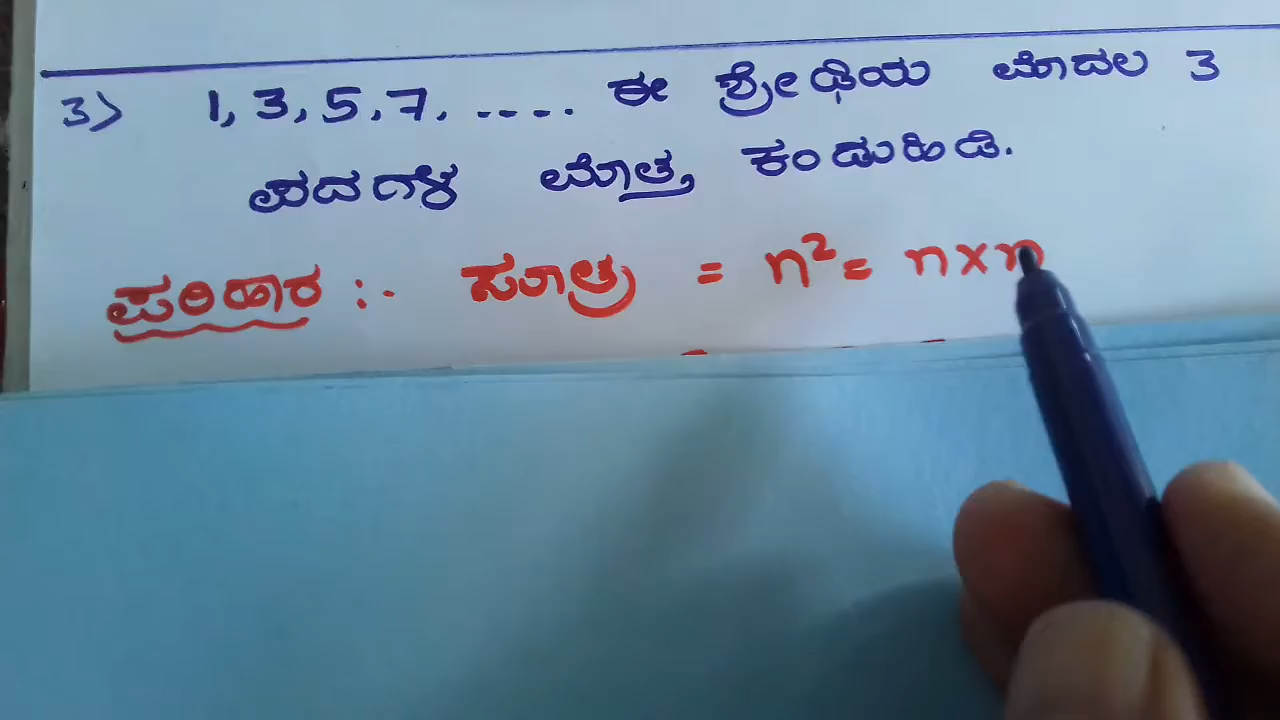 3) 1, 3, 5, 7, .... ಈ ಶ್ರೇಢಿಯ ಮೊದಲ 3
ಪದಗಳ ಮೊತ್ತ ಕಂಡುಹಿಡಿ.
ಪರಿಹಾರ :- ಸೂತ್ರ = n² = n×n